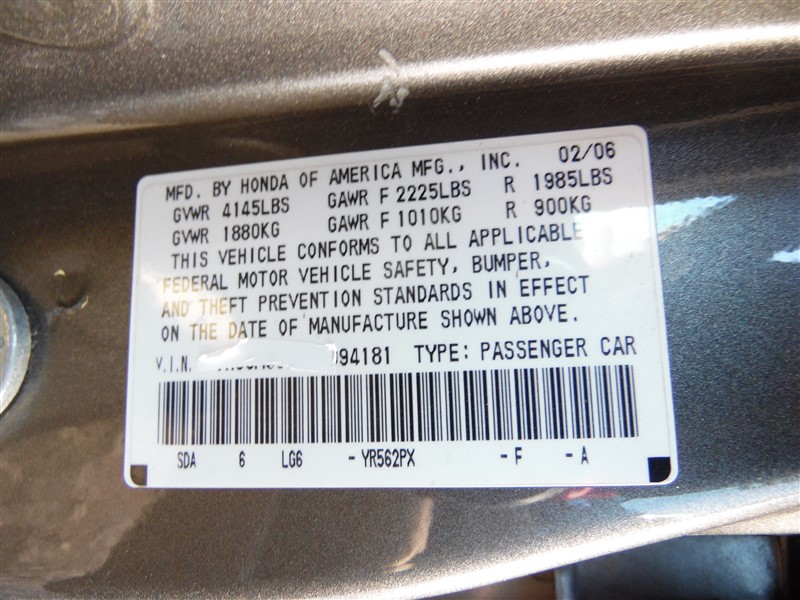 MFD. BY HONDA OF AMERICA MFG., INC. 02/06
GVWR 4145LBS GAWR F 2225LBS R 1985LBS
GVWR 1880KG GAWR F 1010KG R 900KG
THIS VEHICLE CONFORMS TO ALL APPLICABLE
FEDERAL MOTOR VEHICLE SAFETY, BUMPER,
AND THEFT PREVENTION STANDARDS IN EFFECT
ON THE DATE OF MANUFACTURE SHOWN ABOVE.
V.I.N. 094181 TYPE: PASSENGER CAR
SDA 6 LG6 - YR562PX - F - A